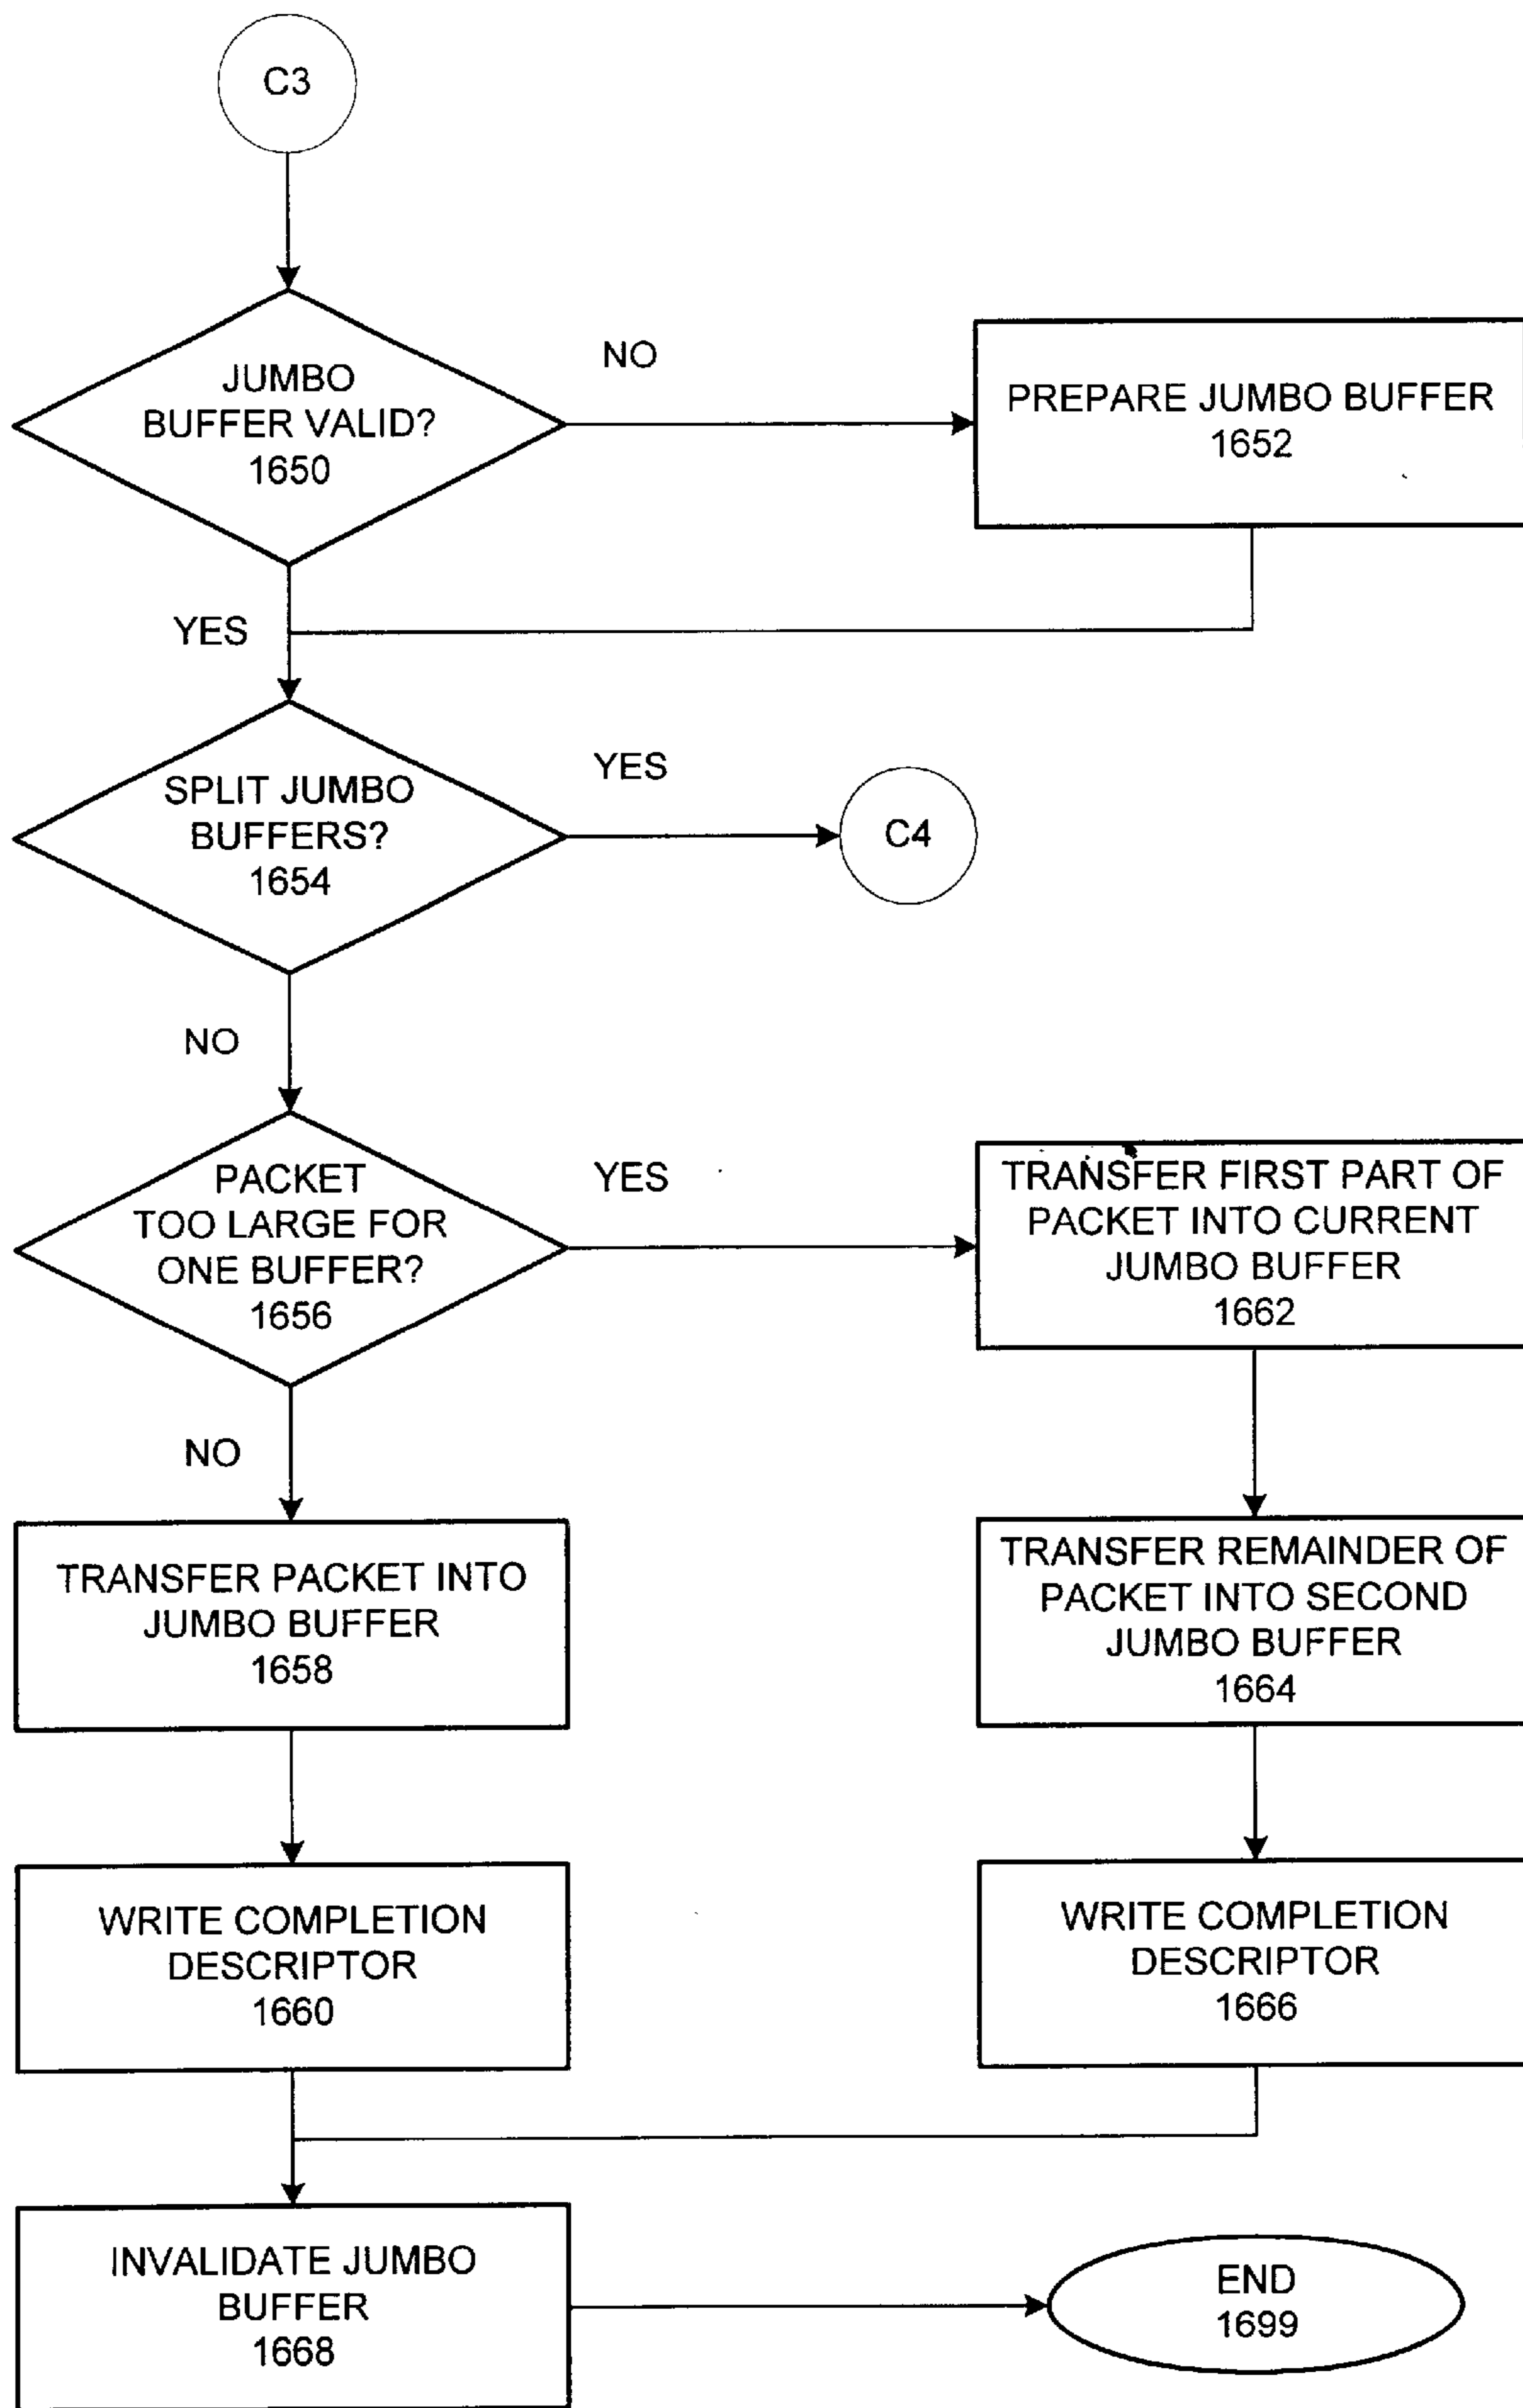 C3
JUMBO
BUFFER VALID?
1650
NO
PREPARE JUMBO BUFFER
1652
YES
SPLIT JUMBO
BUFFERS?
1654
YES
C4
NO
PACKET
TOO LARGE FOR
ONE BUFFER?
1656
YES
TRANSFER FIRST PART OF
PACKET INTO CURRENT
JUMBO BUFFER
1662
NO
TRANSFER PACKET INTO
JUMBO BUFFER
1658
TRANSFER REMAINDER OF
PACKET INTO SECOND
JUMBO BUFFER
1664
WRITE COMPLETION
DESCRIPTOR
1660
WRITE COMPLETION
DESCRIPTOR
1666
INVALIDATE JUMBO
BUFFER
1668
END
1699